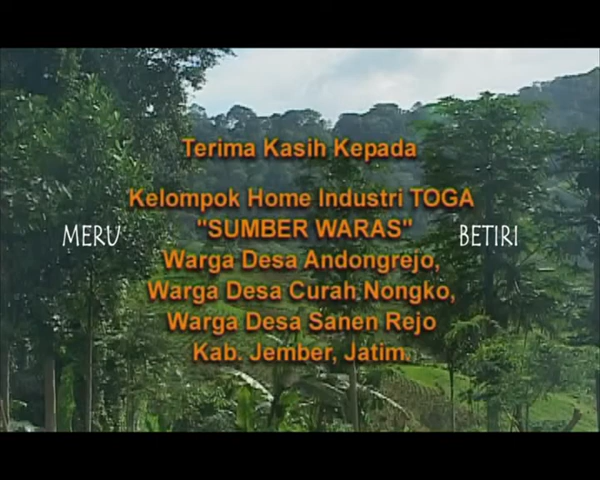 Terima Kasih Kepada
Kelompok Home Industri TOGA
"SUMBER WARAS"
MERU
BETIRI
Warga Desa Andongrejo,
Warga Desa Curah Nongko,
Warga Desa Sanen Rejo
Kab. Jember, Jatim.